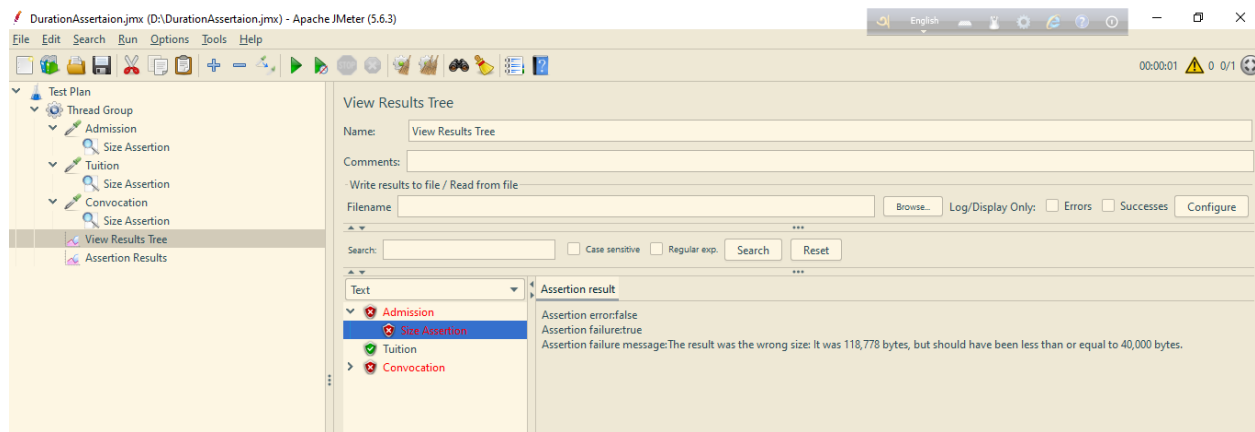 DurationAssertaion.jmx (D:\DurationAssertaion.jmx) - Apache JMeter (5.6.3)
English
File Edit Search Run Options Tools Help
STOP
00:00:01 0 0/1
Test Plan
Thread Group
Admission
Size Assertion
Tuition
Size Assertion
Convocation
Size Assertion
View Results Tree
Assertion Results
View Results Tree
Name: View Results Tree
Comments:
Write results to file / Read from file
Filename Browse... Log/Display Only: Errors Successes Configure
Search: Case sensitive Regular exp. Search Reset
Text
Admission
Size Assertion
Tuition
Convocation
Assertion result
Assertion error:false
Assertion failure:true
Assertion failure message:The result was the wrong size: It was 118,778 bytes, but should have been less than or equal to 40,000 bytes.